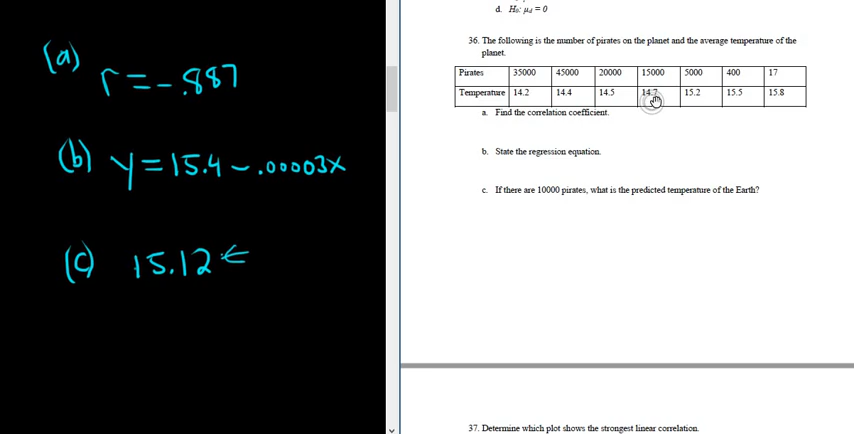 (a) r = -.887
(b) y = 15.4 - .00003x
(c) 15.12 ←
d. H₀: μd = 0
36. The following is the number of pirates on the planet and the average temperature of the
planet.
Pirates 35000 45000 20000 15000 5000 400 17
Temperature 14.2 14.4 14.5 14.7 15.2 15.5 15.8
a. Find the correlation coefficient.
b. State the regression equation.
c. If there are 10000 pirates, what is the predicted temperature of the Earth?
37. Determine which plot shows the strongest linear correlation.